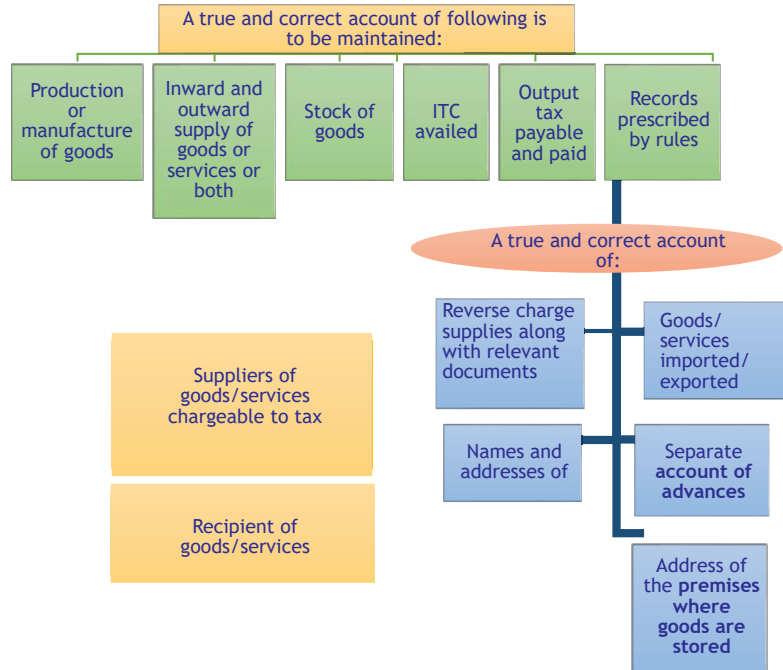 A true and correct account of following is
to be maintained:
Production
or
manufacture
of goods
Inward and
outward
supply of
goods or
services or
both
Stock of
goods
ITC
availed
Output
tax
payable
and paid
Records
prescribed
by rules
A true and correct account
of:
Reverse charge
supplies along
with relevant
documents
Goods/
services
imported/
exported
Suppliers of
goods/services
chargeable to tax
Names and
addresses of
Separate
account of
advances
Recipient of
goods/services
Address of
the premises
where
goods are
stored